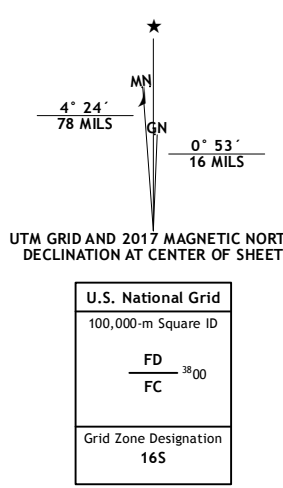 ★
MN
4° 24´
78 MILS
GN
0° 53´
16 MILS
UTM GRID AND 2017 MAGNETIC NORT
DECLINATION AT CENTER OF SHEET
U.S. National Grid
100,000-m Square ID
FD
3800
FC
Grid Zone Designation
16S